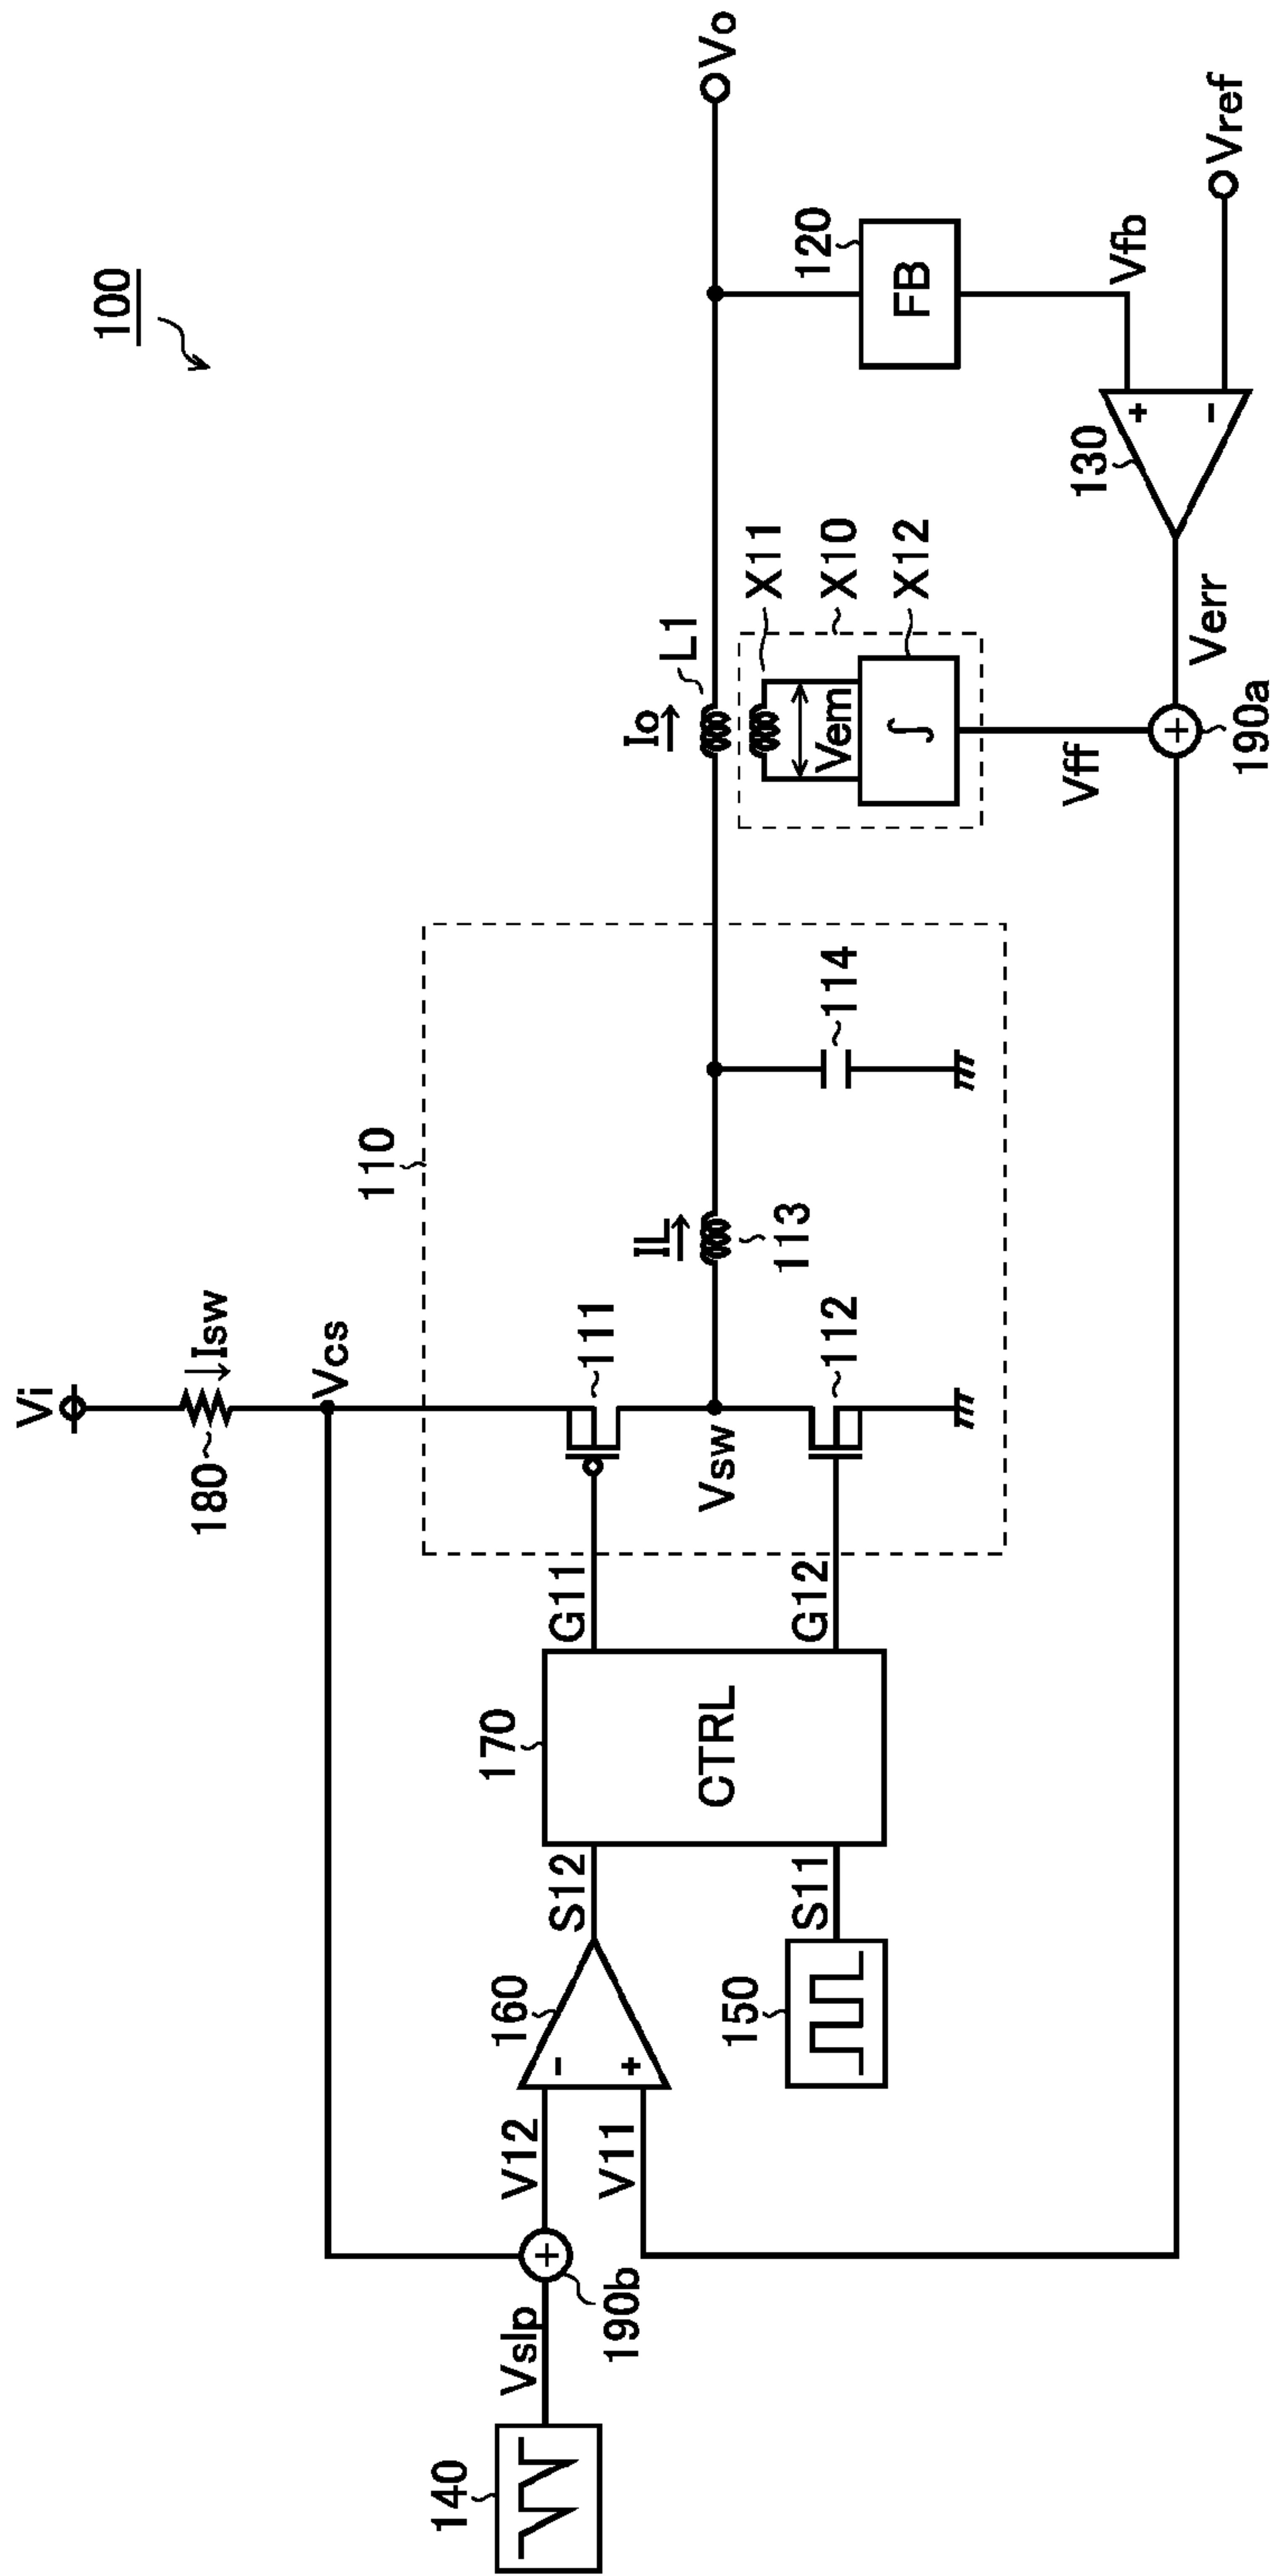 100
Vi
180
Isw
Vcs
110
111
Vsw
112
IL
113
114
Io
L1
Vo
X11
X10
X12
Vem
∫
Vff
120
FB
Vfb
Vref
130
+
-
Verr
+
190a
140
Vslp
+
190b
V12
V11
160
-
+
S12
150
S11
170
CTRL
G11
G12